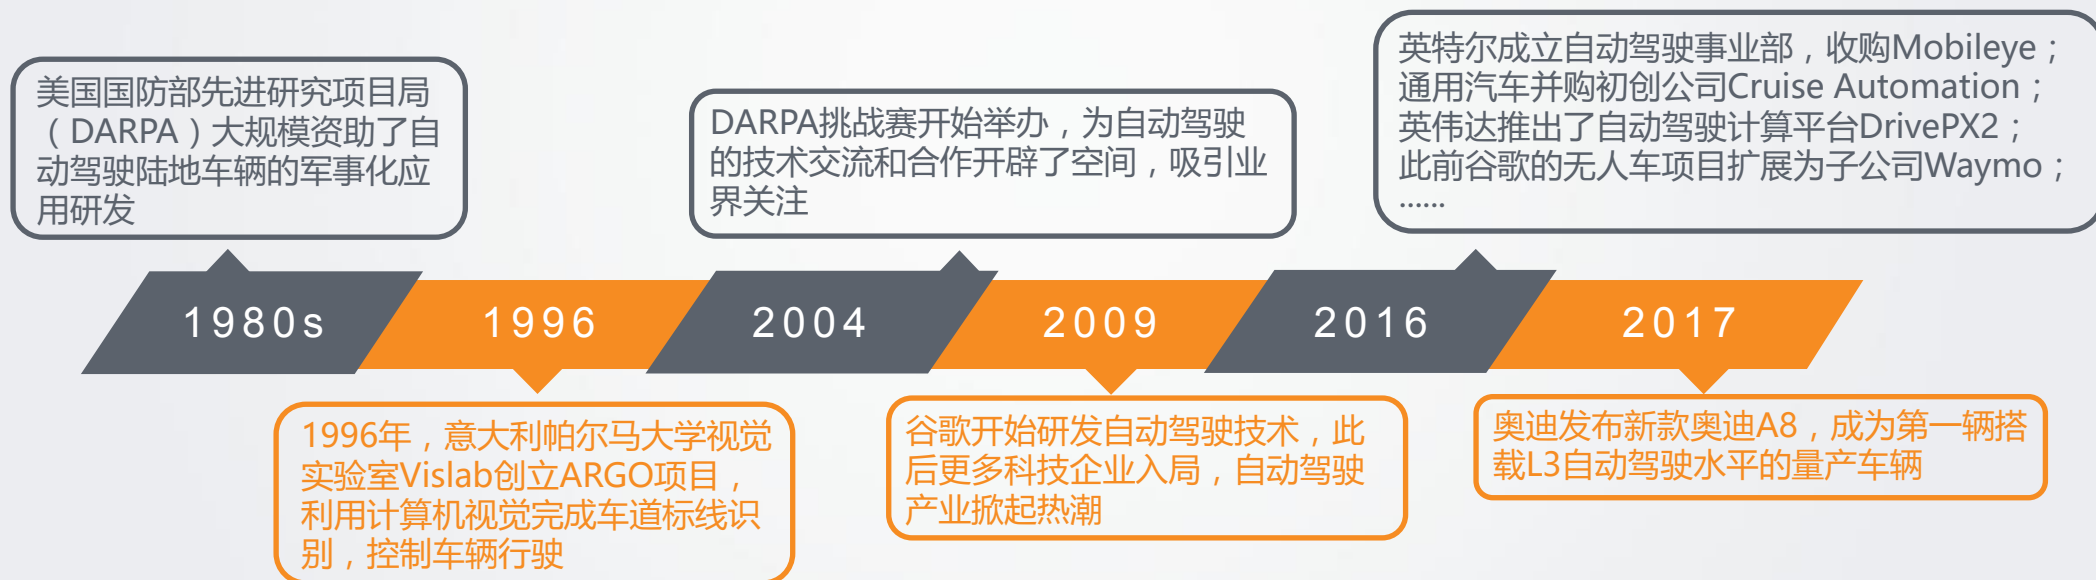 美国国防部先进研究项目局
（DARPA）大规模资助了自
动驾驶陆地车辆的军事化应
用研发
DARPA挑战赛开始举办，为自动驾驶
的技术交流和合作开辟了空间，吸引业
界关注
英特尔成立自动驾驶事业部，收购Mobileye；
通用汽车并购初创公司Cruise Automation；
英伟达推出了自动驾驶计算平台DrivePX2；
此前谷歌的无人车项目扩展为子公司Waymo；
......
1980s
1996
2004
2009
2016
2017
1996年，意大利帕尔马大学视觉
实验室Vislab创立ARGO项目，
利用计算机视觉完成车道标线识
别，控制车辆行驶
谷歌开始研发自动驾驶技术，此
后更多科技企业入局，自动驾驶
产业掀起热潮
奥迪发布新款奥迪A8，成为第一辆搭
载L3自动驾驶水平的量产车辆